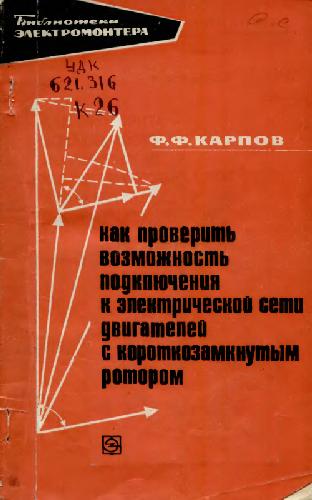 Библиотека
ЭЛЕКТРОМОНТЕРА
УДК
621.316
К 26
Ф.Ф.КАРПОВ
как проверить
возможность
подключения
к электрической сети
двигателей
с короткозамкнутым
ротором